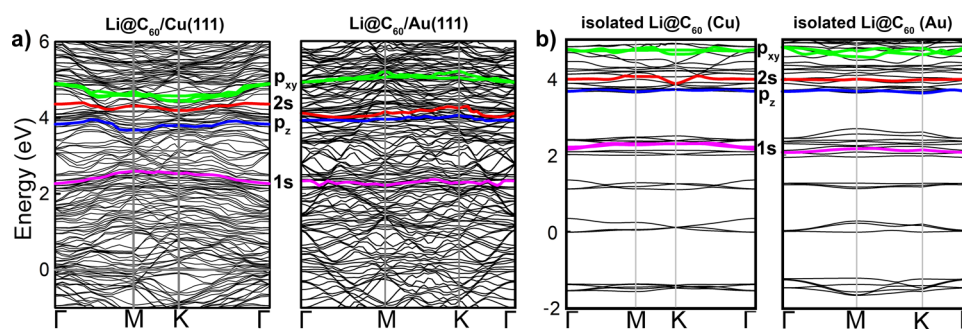 a)
Li@C60/Cu(111)
Li@C60/Au(111)
Energy (eV)
6
4
2
0
pxy
2s
pz
1s
Γ M K Γ
Γ M K Γ
b)
isolated Li@C60 (Cu)
isolated Li@C60 (Au)
pxy
2s
pz
1s
4
2
0
-2
Γ M K Γ
Γ M K Γ